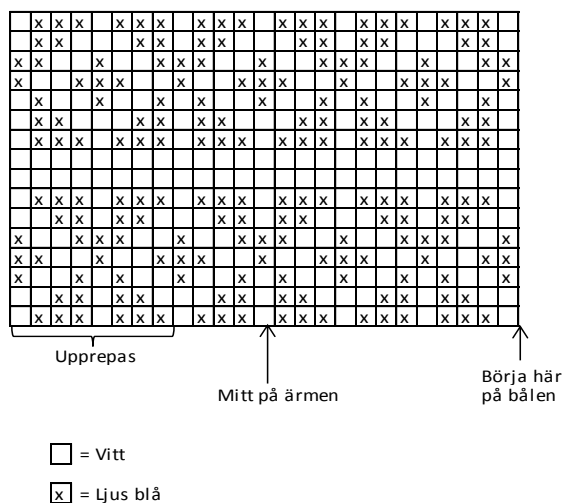 Upprepas
Mitt på ärmen
Börja här
på bålen
= Vitt
x = Ljus blå